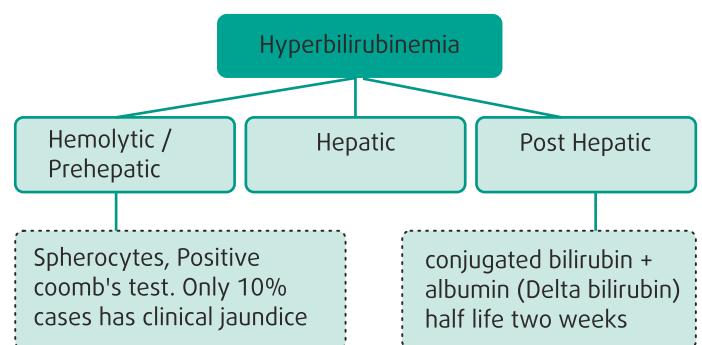 Hyperbilirubinemia
Hemolytic /
Prehepatic
Hepatic
Post Hepatic
Spherocytes, Positive
coomb's test. Only 10%
cases has clinical jaundice
conjugated bilirubin +
albumin (Delta bilirubin)
half life two weeks